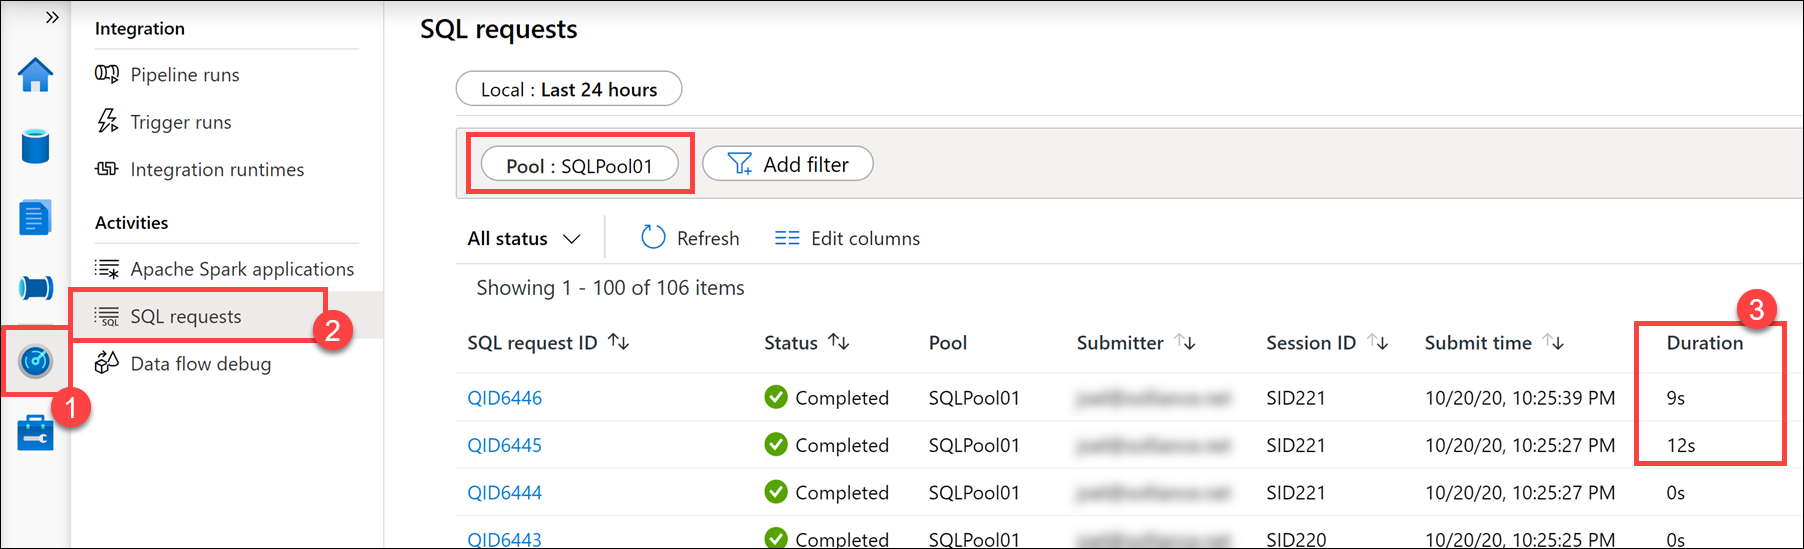 Integration
Pipeline runs
Trigger runs
Integration runtimes
Activities
Apache Spark applications
SQL SQL requests
Data flow debug
1
2
SQL requests
Local : Last 24 hours
Pool : SQLPool01 Add filter
All status Refresh Edit columns
Showing 1 - 100 of 106 items
3
SQL request ID Status Pool Submitter Session ID Submit time Duration
QID6446 Completed SQLPool01 SID221 10/20/20, 10:25:39 PM 9s
QID6445 Completed SQLPool01 SID221 10/20/20, 10:25:27 PM 12s
QID6444 Completed SQLPool01 SID221 10/20/20, 10:25:27 PM 0s
QID6443 Completed SQLPool01 SID220 10/20/20, 10:25:25 PM 0s